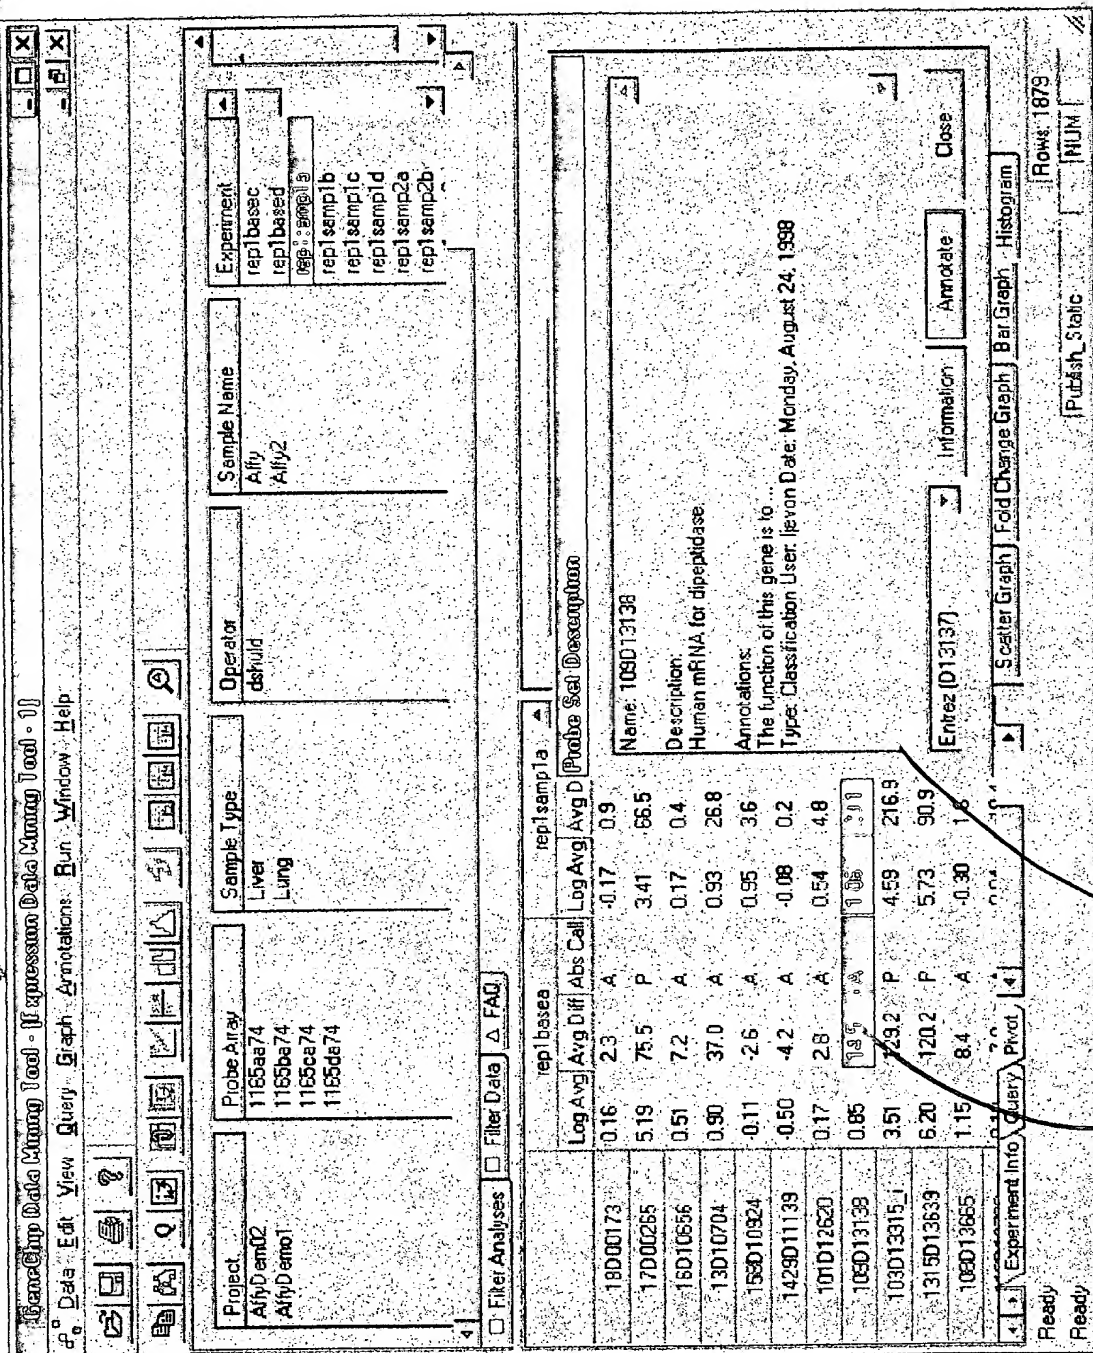 GeneChip Data Mining Tool - [Expression Data Mining Tool - 1]
Data Edit View Query Graph Annotations Run Window Help
Project
AffyDem02
AffyDemo1
Probe Array
1165aa74
1165ba74
1165ca74
1165da74
Sample Type
Liver
Lung
Operator
dshuld
Sample Name
Affy
Affy2
Experiment
rep1basec
rep1based
rep1samp1b
rep1samp1c
rep1samp1d
rep1samp2a
rep1samp2b
Filter Analyses Filter Data FAQ
rep1basea rep1samp1a
Log Avg Avg Diff Abs Call Log Avg Avg D
18D00173 0.16 2.3 A -0.17 0.9
17D00265 5.19 75.5 P 3.41 66.5
16D10656 0.51 7.2 A 0.17 0.4
13D10704 0.90 37.0 A 0.93 26.8
159D10924 -0.11 -2.6 A 0.95 3.6
1429D11139 -0.50 -4.2 A -0.08 0.2
101D12620 0.17 2.8 A 0.54 4.8
109D13138 0.85 A
103D13315_i 3.51 129.2 P 4.59 216.9
1315D13639 6.20 120.2 P 5.73 90.9
108D13665 1.15 8.4 A -0.30
Probe Set Description
Name: 109D13138
Description:
Human mRNA for dipeptidase.
Annotations:
The function of this gene is to...
Type: Classification User: ljevon Date: Monday, August 24, 1998
Entrez (D13137) Information Annotate Close
Experiment Info Query Pivot Scatter Graph Fold Change Graph Bar Graph Histogram
Ready Rows: 1879
Ready Publish_Static NUM